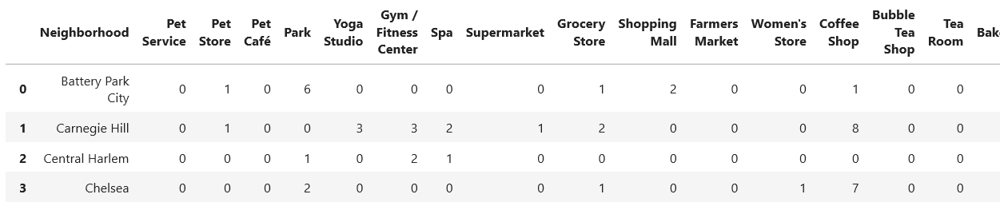 Neighborhood Pet Service Pet Store Pet Café Park Yoga Studio Gym / Fitness Center Spa Supermarket Grocery Store Shopping Mall Farmers Market Women's Store Coffee Shop Bubble Tea Shop Tea Room
0 Battery Park City 0 1 0 6 0 0 0 0 1 2 0 0 1 0 0
1 Carnegie Hill 0 1 0 0 3 3 2 1 2 0 0 0 8 0 0
2 Central Harlem 0 0 0 1 0 2 1 0 0 0 0 0 0 0 0
3 Chelsea 0 0 0 2 0 0 0 0 1 0 0 1 7 0 0